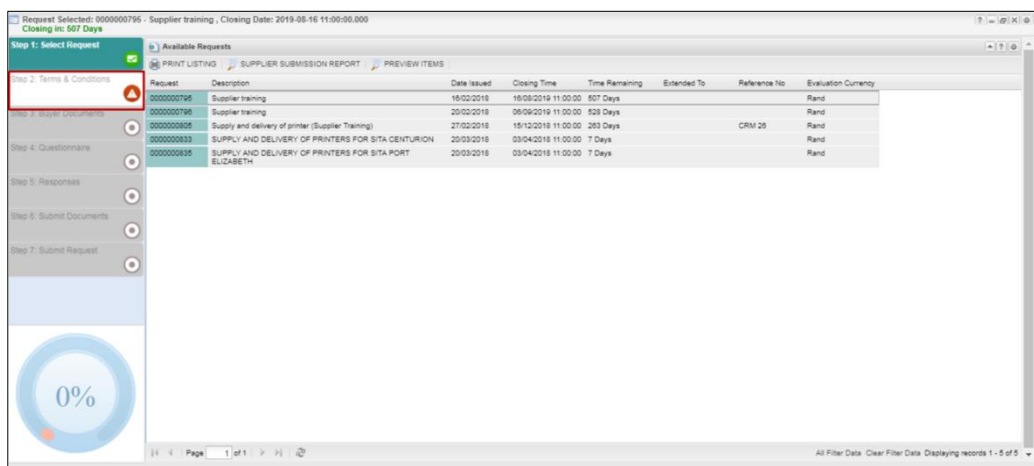 Request Selected: 0000000795 - Supplier training , Closing Date: 2019-08-16 11:00:00.000
Closing in: 507 Days
Step 1: Select Request
Step 2: Terms & Conditions
Step 3: Buyer Documents
Step 4: Questionnaire
Step 5: Responses
Step 6: Submit Documents
Step 7: Submit Request
0%
Available Requests
PRINT LISTING SUPPLIER SUBMISSION REPORT PREVIEW ITEMS
Request Description Date Issued Closing Time Time Remaining Extended To Reference No Evaluation Currency
0000000795 Supplier training 16/02/2018 16/08/2019 11:00:00 507 Days Rand
0000000796 Supplier training 20/02/2018 06/09/2019 11:00:00 528 Days Rand
0000000805 Supply and delivery of printer (Supplier Training) 27/02/2018 15/12/2018 11:00:00 263 Days CRM 26 Rand
0000000833 SUPPLY AND DELIVERY OF PRINTERS FOR SITA CENTURION 20/03/2018 03/04/2018 11:00:00 7 Days Rand
0000000835 SUPPLY AND DELIVERY OF PRINTERS FOR SITA PORT ELIZABETH 20/03/2018 03/04/2018 11:00:00 7 Days Rand
Page 1 of 1
All Filter Data Clear Filter Data Displaying records 1 - 5 of 5